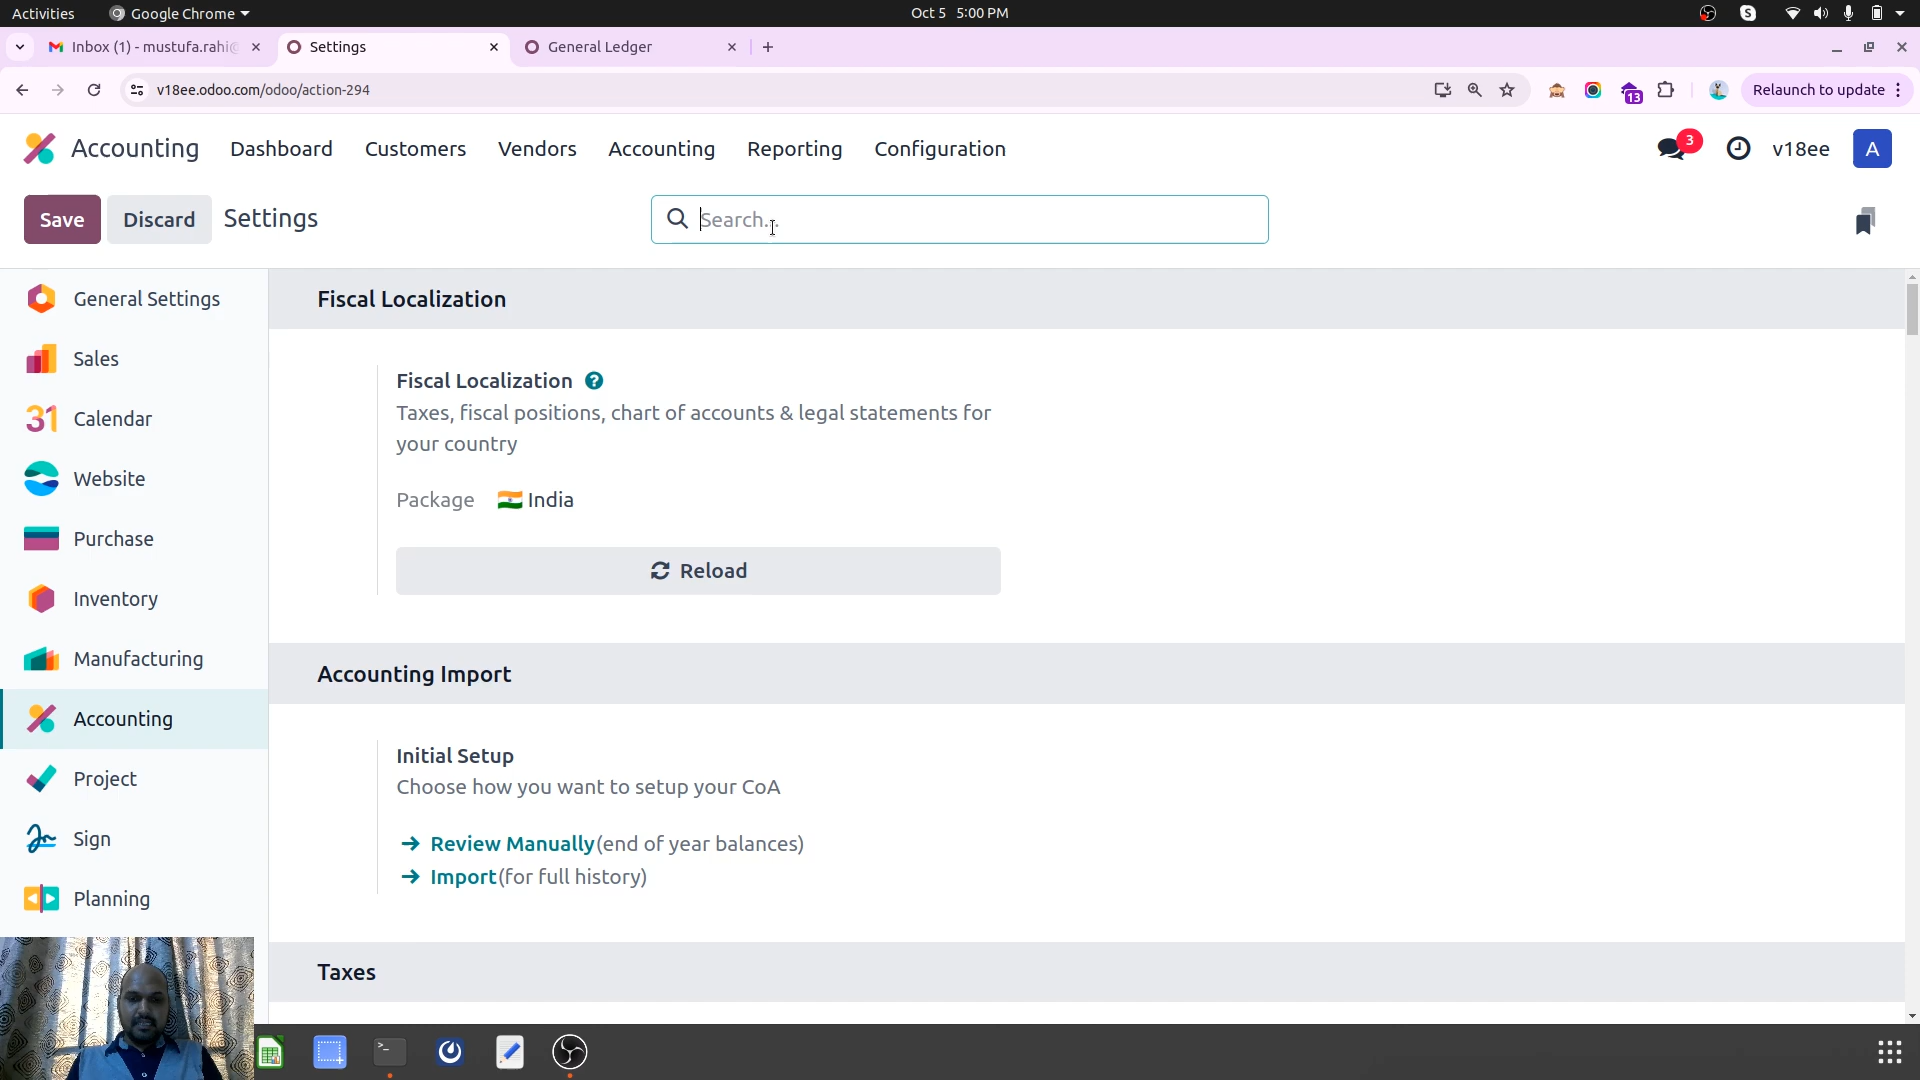 Activities Google Chrome Oct 5 5:00 PM
Inbox (1) - mustufa.rahi@ Settings General Ledger
v18ee.odoo.com/odoo/action-294 13 Relaunch to update
Accounting Dashboard Customers Vendors Accounting Reporting Configuration 3 v18ee A
Save Discard Settings Search...
General Settings
Sales
31 Calendar
Website
Purchase
Inventory
Manufacturing
Accounting
Project
Sign
Planning
Fiscal Localization
Fiscal Localization ?
Taxes, fiscal positions, chart of accounts & legal statements for
your country
Package India
Reload
Accounting Import
Initial Setup
Choose how you want to setup your CoA
Review Manually(end of year balances)
Import(for full history)
Taxes